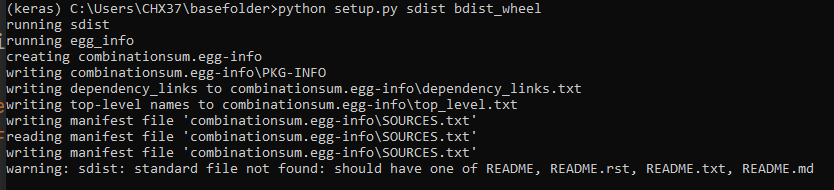 (keras) C:\Users\CHX37\basefolder>python setup.py sdist bdist_wheel
running sdist
running egg_info
creating combinationsum.egg-info
writing combinationsum.egg-info\PKG-INFO
writing dependency_links to combinationsum.egg-info\dependency_links.txt
writing top-level names to combinationsum.egg-info\top_level.txt
writing manifest file 'combinationsum.egg-info\SOURCES.txt'
reading manifest file 'combinationsum.egg-info\SOURCES.txt'
writing manifest file 'combinationsum.egg-info\SOURCES.txt'
warning: sdist: standard file not found: should have one of README, README.rst, README.txt, README.md